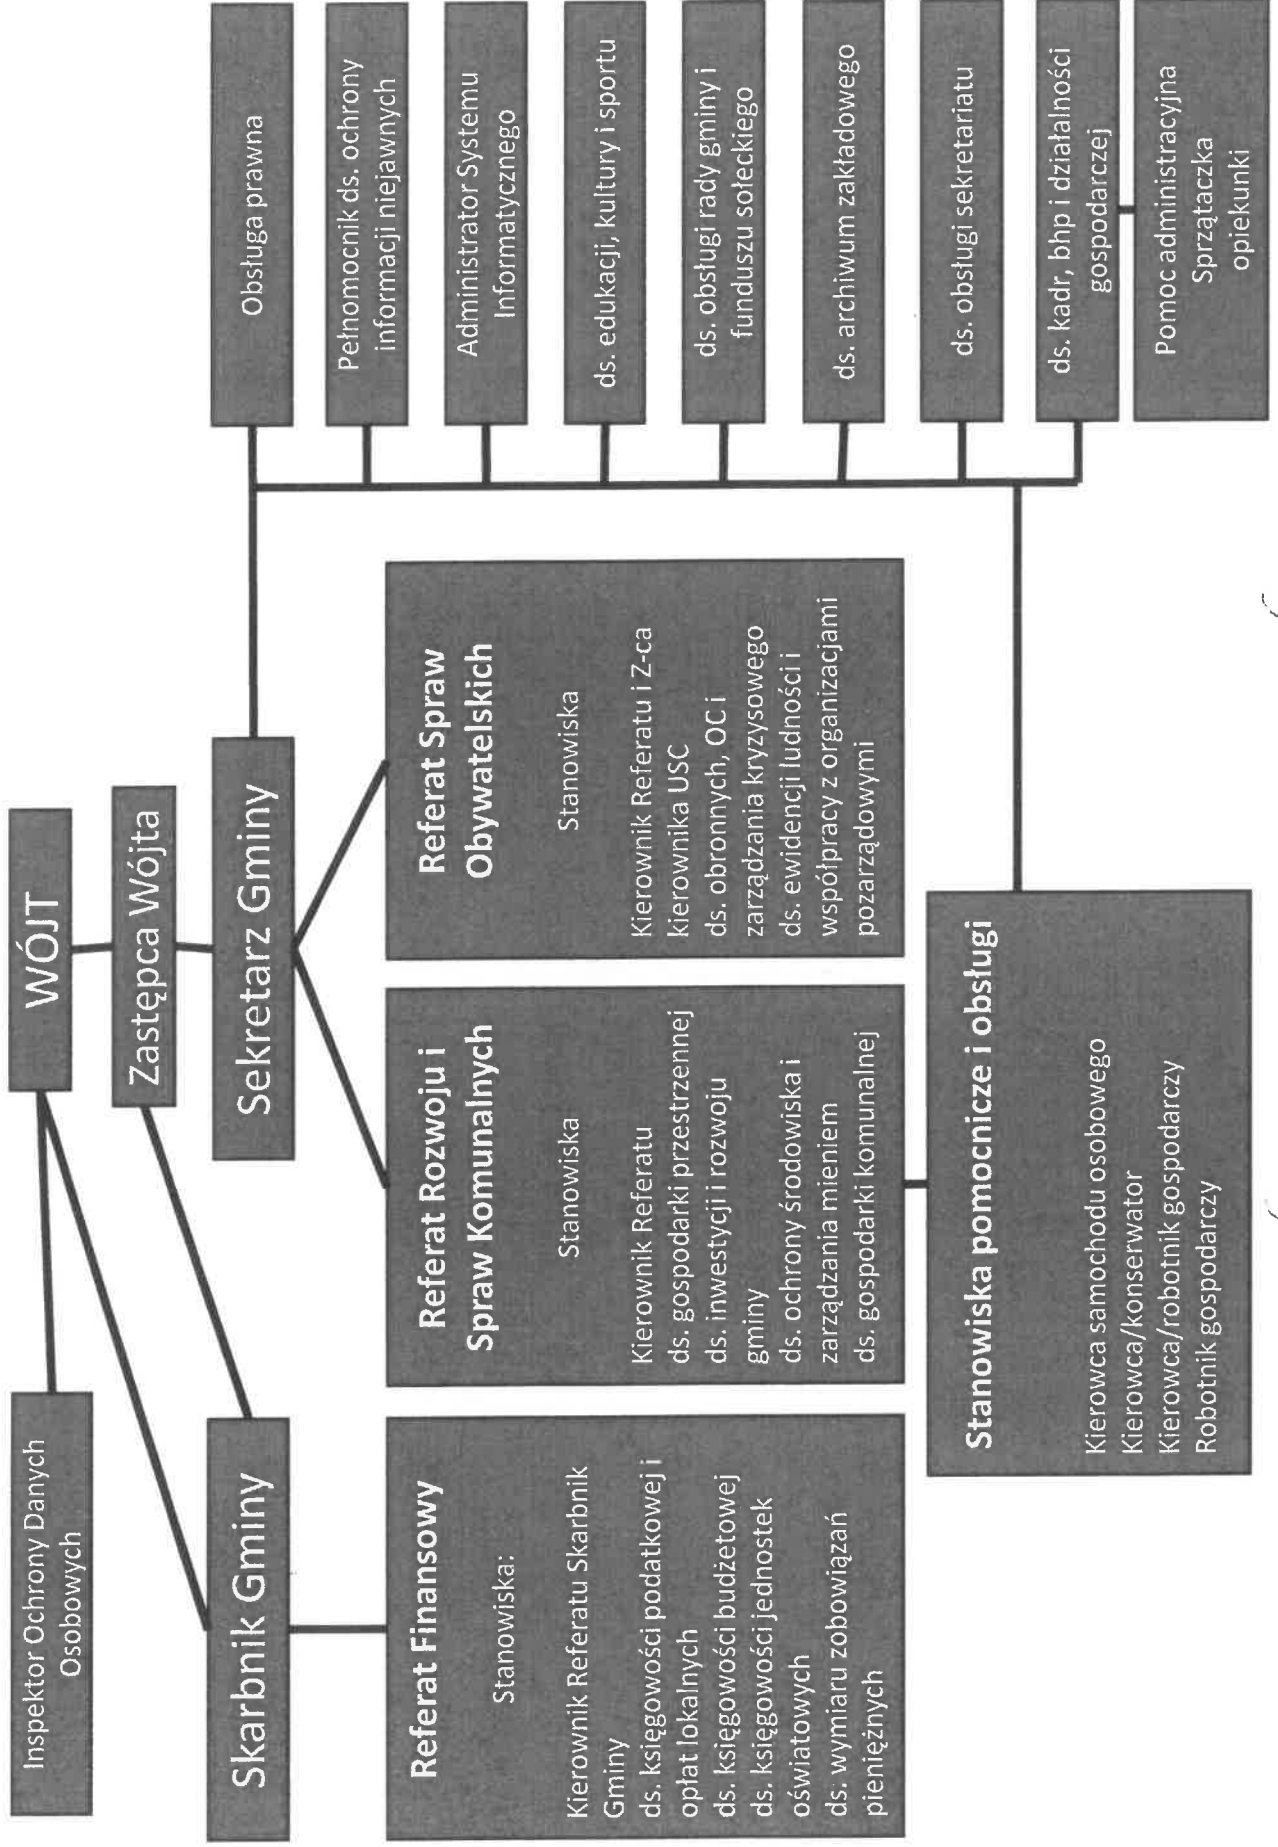 WÓJT
Inspektor Ochrony Danych
Osobowych
Zastępca Wójta
Skarbnik Gminy
Sekretarz Gminy
Obsługa prawna
Pełnomocnik ds. ochrony
informacji niejawnych
Administrator Systemu
Informatycznego
ds. edukacji, kultury i sportu
ds. obsługi rady gminy i
funduszu sołeckiego
ds. archiwum zakładowego
ds. obsługi sekretariatu
ds. kadr, bhp i działalności
gospodarczej
Pomoc administracyjna
Sprzątaczka
opiekunki
Referat Finansowy
Stanowiska:
Kierownik Referatu Skarbnik
Gminy
ds. księgowości podatkowej i
opłat lokalnych
ds. księgowości budżetowej
ds. księgowości jednostek
oświatowych
ds. wymiaru zobowiązań
pieniężnych
Referat Rozwoju i
Spraw Komunalnych
Stanowiska
Kierownik Referatu
ds. gospodarki przestrzennej
ds. inwestycji i rozwoju
gminy
ds. ochrony środowiska i
zarządzania mieniem
ds. gospodarki komunalnej
Referat Spraw
Obywatelskich
Stanowiska
Kierownik Referatu i Z-ca
kierownika USC
ds. obronnych, OC i
zarządzania kryzysowego
ds. ewidencji ludności i
współpracy z organizacjami
pozarządowymi
Stanowiska pomocnicze i obsługi
Kierowca samochodu osobowego
Kierowca/konserwator
Kierowca/robotnik gospodarczy
Robotnik gospodarczy